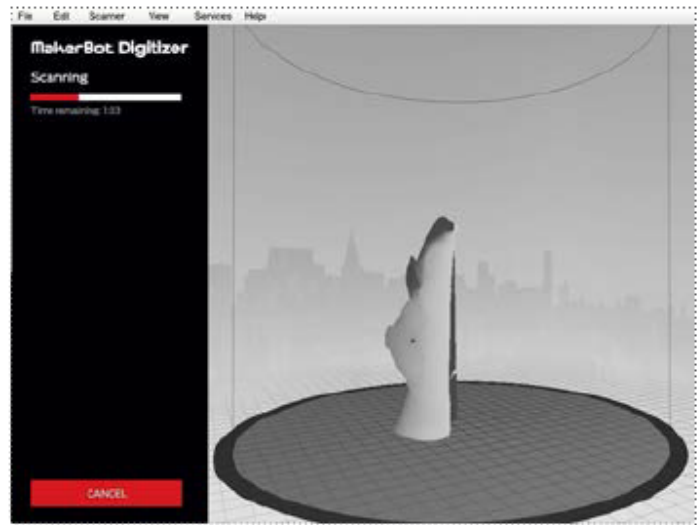 File Edit Scanner View Services Help
MakerBot Digitizer
Scanning
Time remaining: 1:03
CANCEL